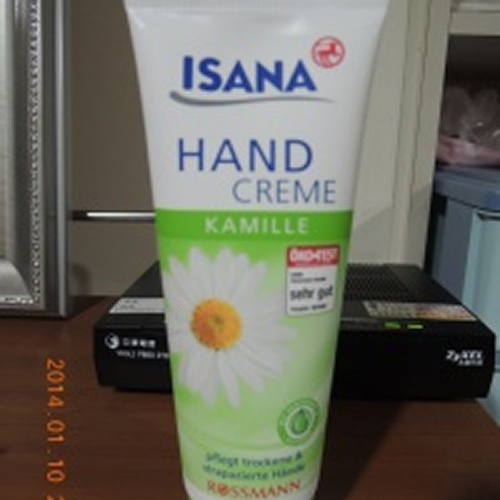 ISANA
HAND
CREME
KAMILLE
ÖKO-TEST
sehr gut
pflegt trockene &
strapazierte Hände
ROSSMANN
ZyXEL
2014.01.10